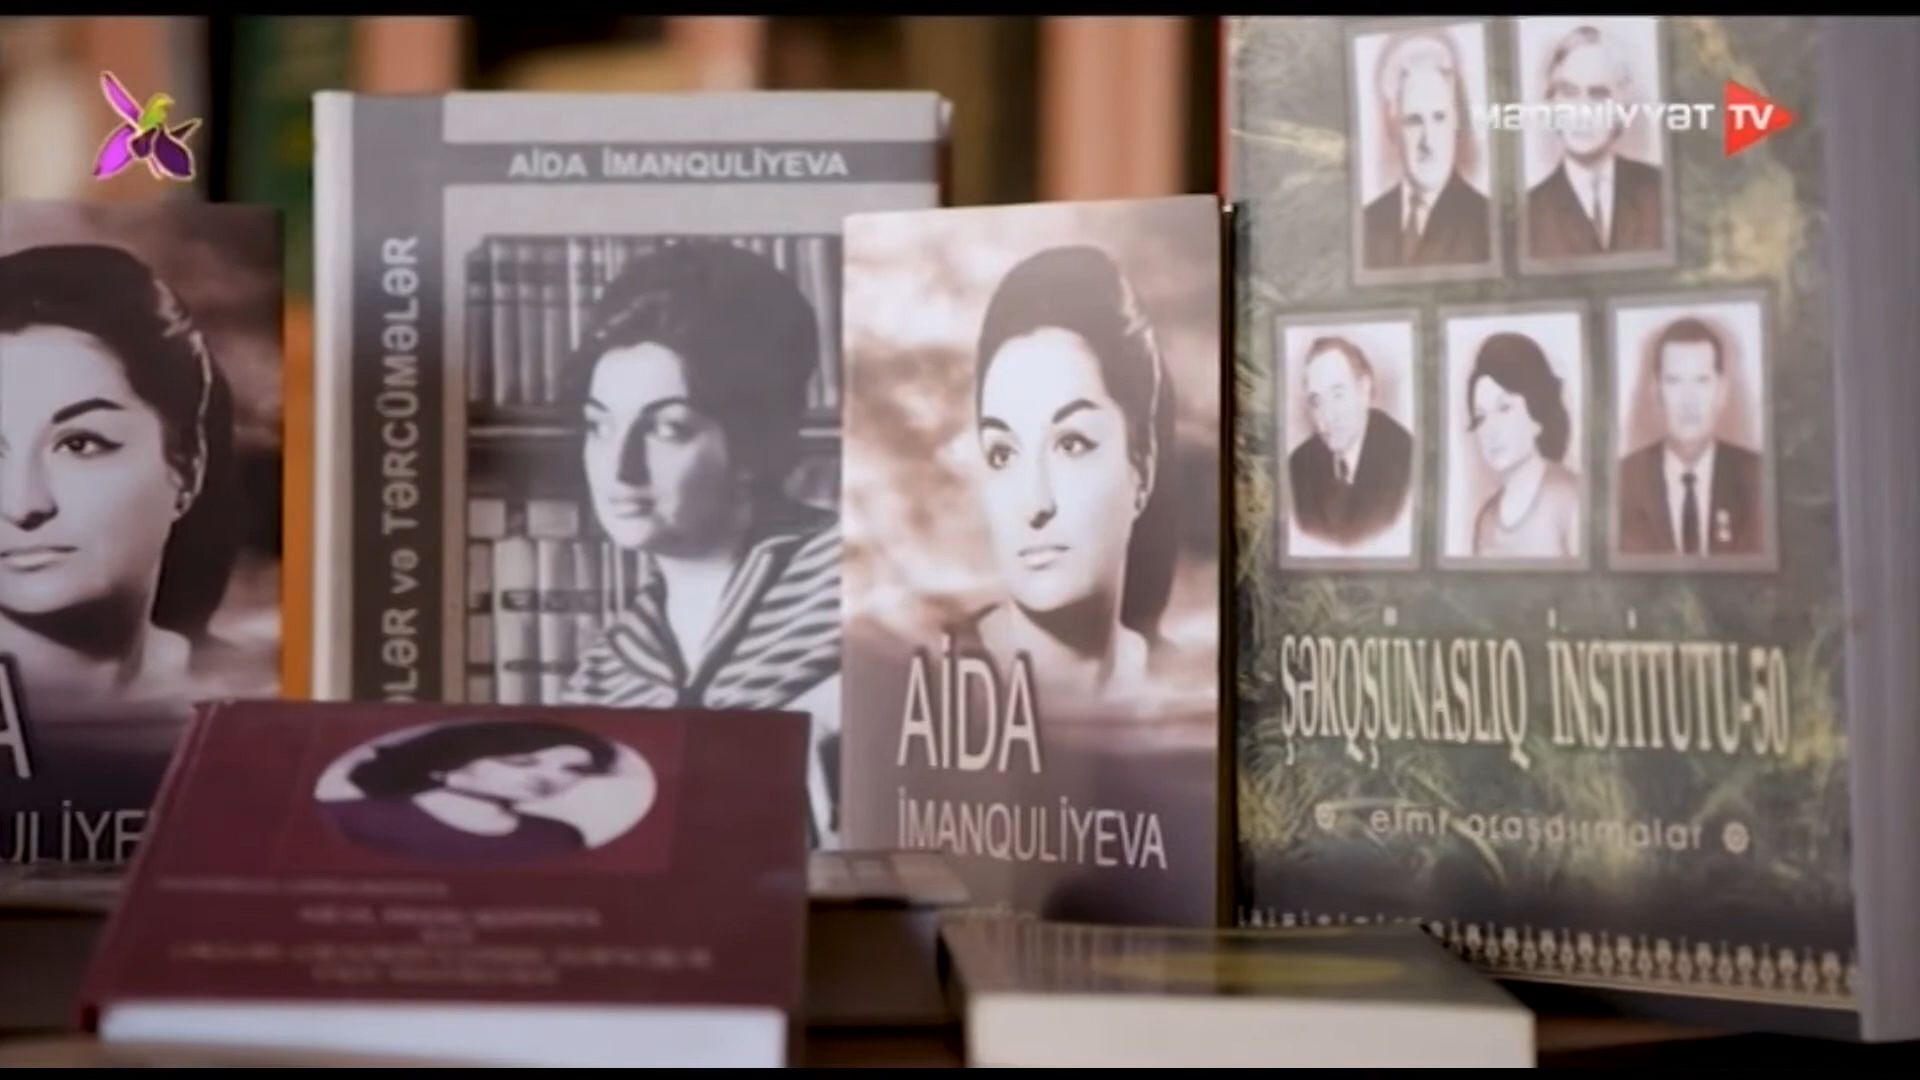 MƏDƏNİYYƏT TV
AİDA İMANQULİYEVA
ƏLƏR və TƏRCÜMƏLƏR
A
ULİYE
AİDA
İMANQULİYEVA
ŞƏRQŞÜNASLIQ İNSTİTUTU-50
elmi araşdırmalar